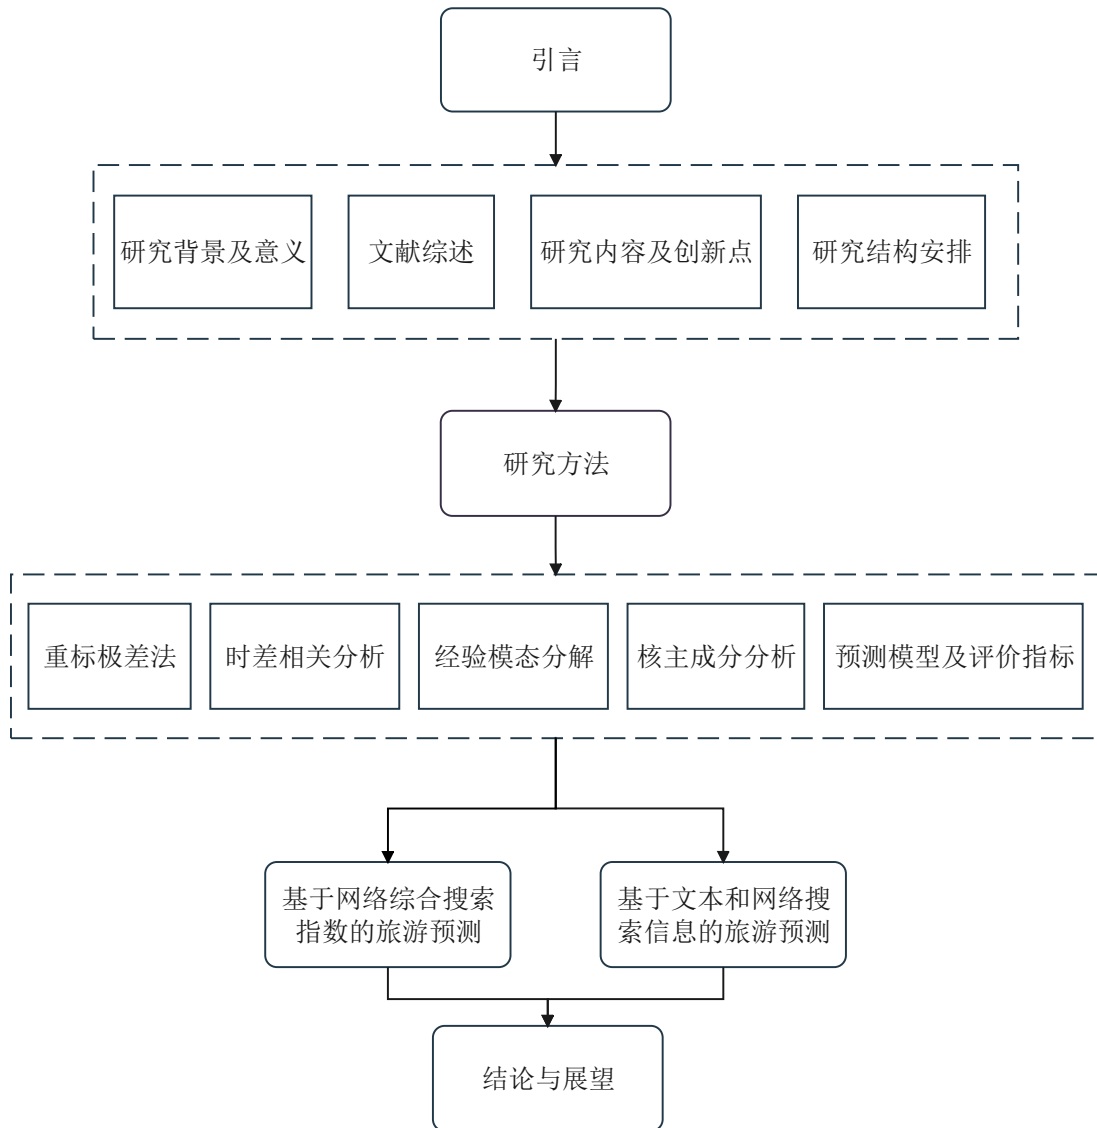 引言
研究背景及意义
文献综述
研究内容及创新点
研究结构安排
研究方法
重标极差法
时差相关分析
经验模态分解
核主成分分析
预测模型及评价指标
基于网络综合搜索
指数的旅游预测
基于文本和网络搜
索信息的旅游预测
结论与展望